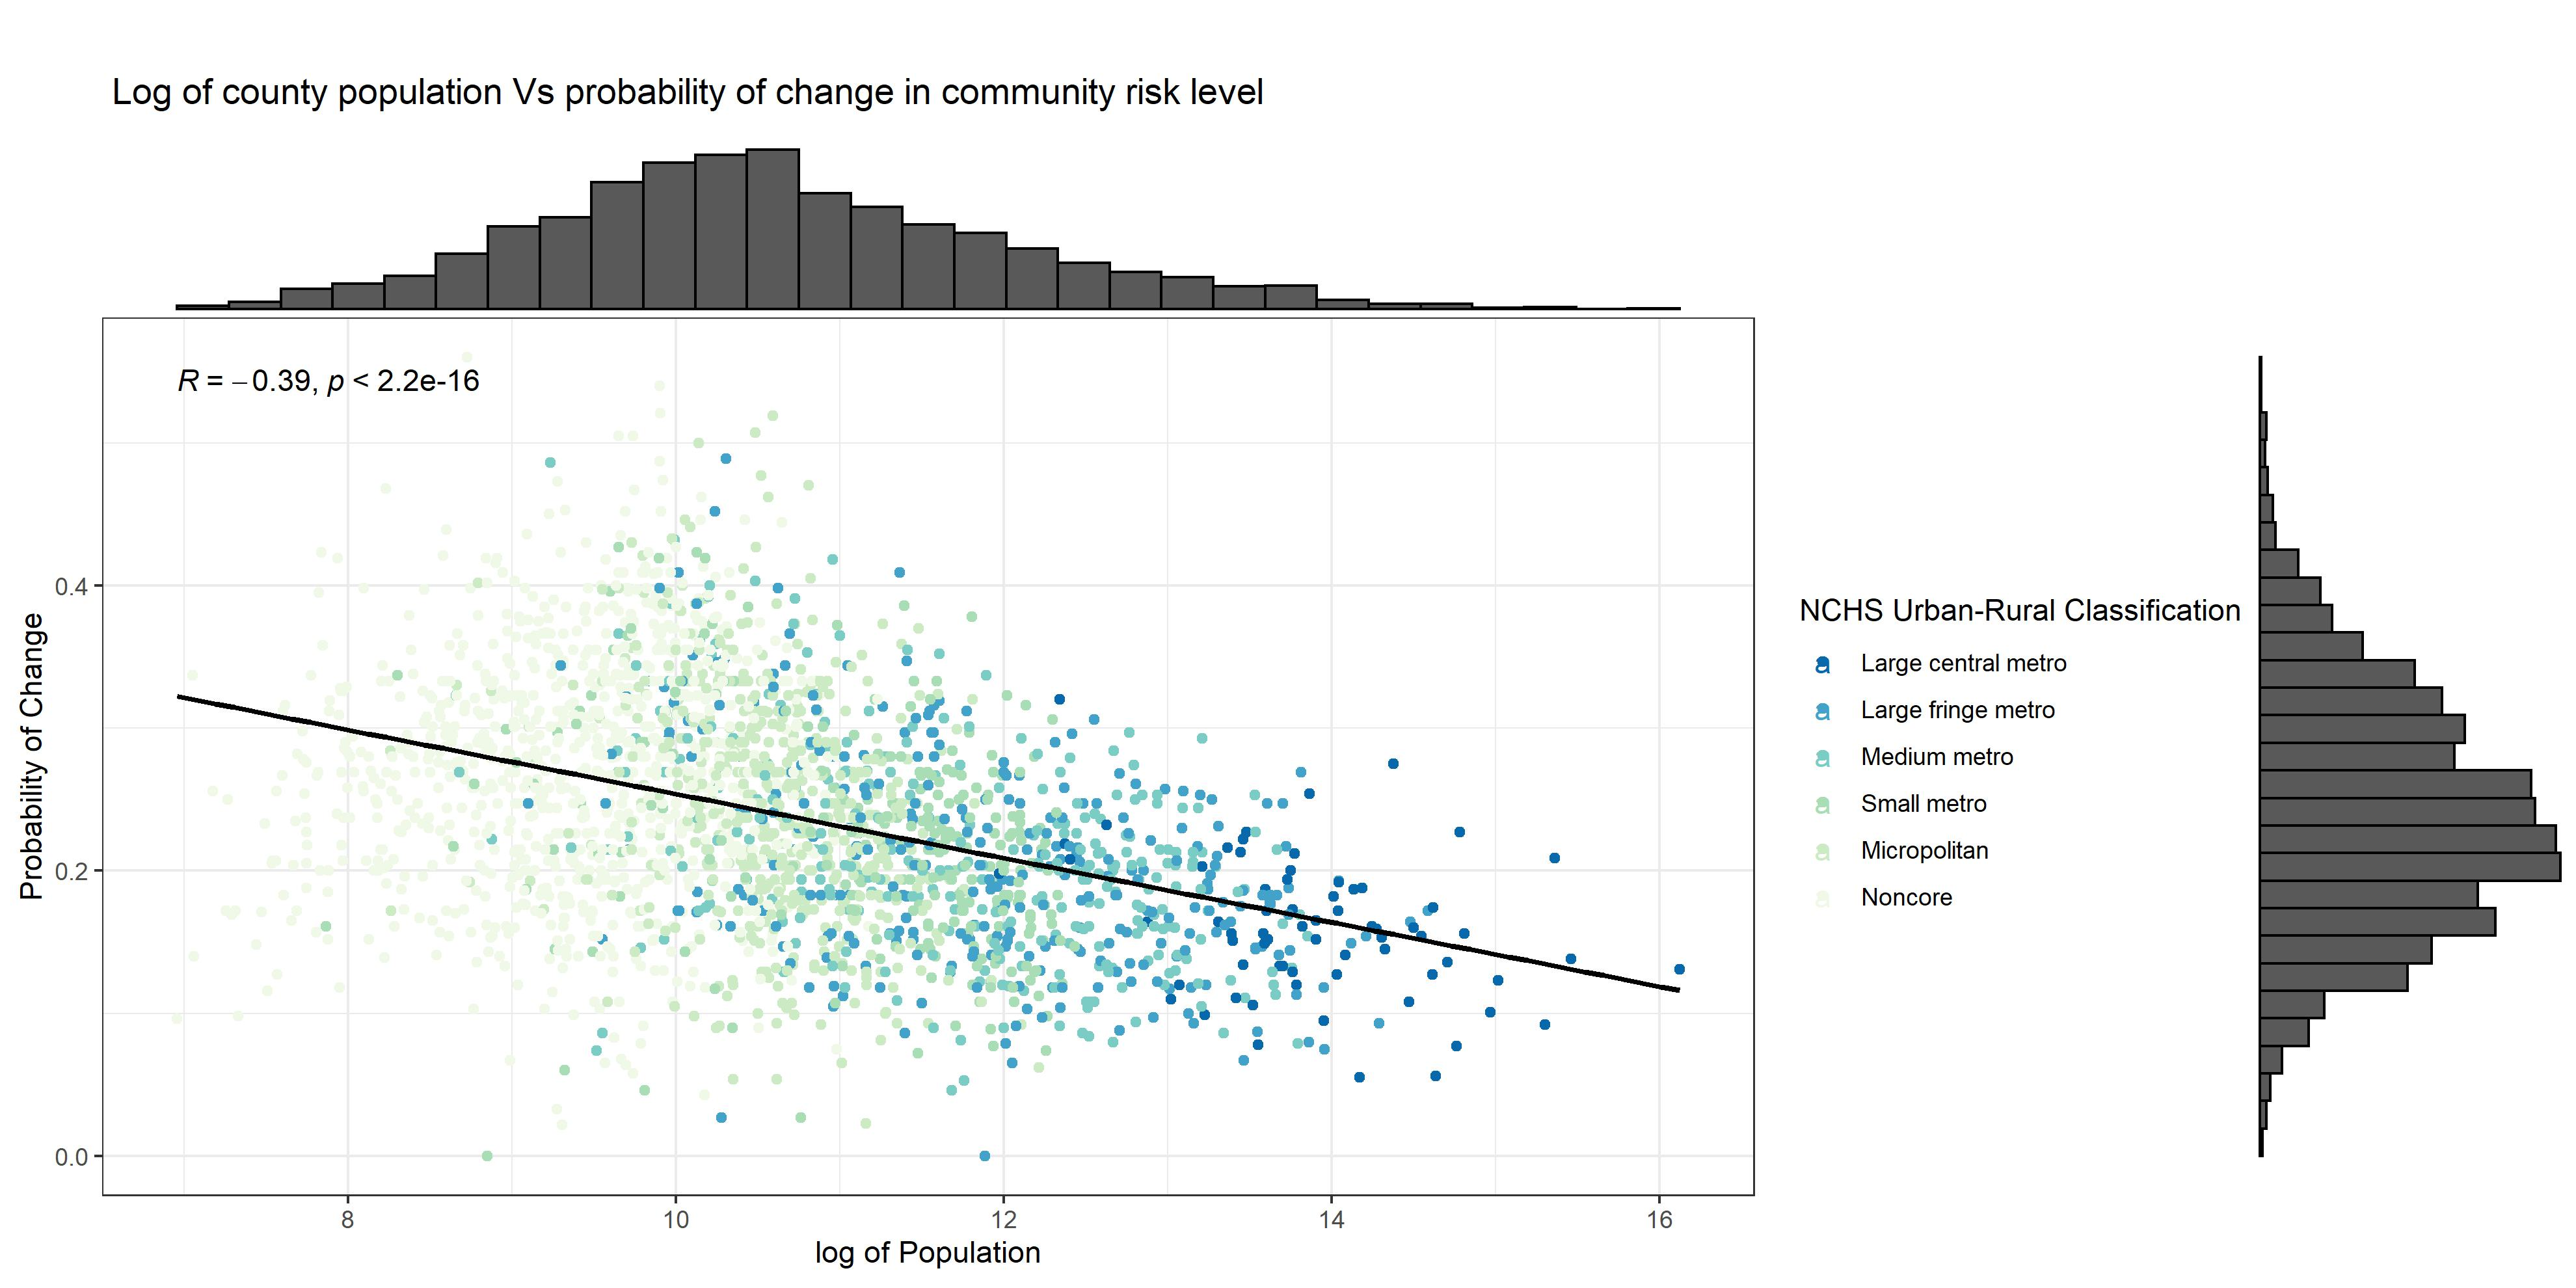 Log of county population Vs probability of change in community risk level
R = −0.39, p < 2.2e-16
0.4
0.2
0.0
Probability of Change
8 10 12 14 16
log of Population
NCHS Urban-Rural Classification
a Large central metro
a Large fringe metro
a Medium metro
a Small metro
a Micropolitan
a Noncore